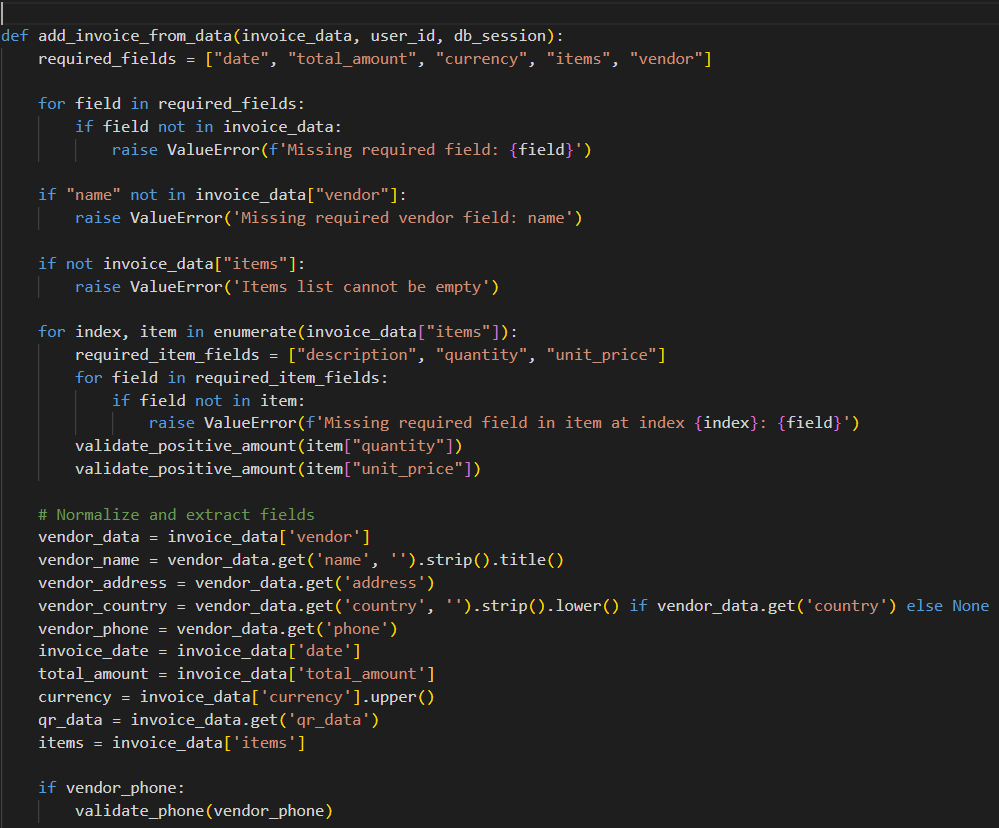 def add_invoice_from_data(invoice_data, user_id, db_session):
    required_fields = ["date", "total_amount", "currency", "items", "vendor"]

    for field in required_fields:
        if field not in invoice_data:
            raise ValueError(f'Missing required field: {field}')

    if "name" not in invoice_data["vendor"]:
        raise ValueError('Missing required vendor field: name')

    if not invoice_data["items"]:
        raise ValueError('Items list cannot be empty')

    for index, item in enumerate(invoice_data["items"]):
        required_item_fields = ["description", "quantity", "unit_price"]
        for field in required_item_fields:
            if field not in item:
                raise ValueError(f'Missing required field in item at index {index}: {field}')
        validate_positive_amount(item["quantity"])
        validate_positive_amount(item["unit_price"])

    # Normalize and extract fields
    vendor_data = invoice_data['vendor']
    vendor_name = vendor_data.get('name', '').strip().title()
    vendor_address = vendor_data.get('address')
    vendor_country = vendor_data.get('country', '').strip().lower() if vendor_data.get('country') else None
    vendor_phone = vendor_data.get('phone')
    invoice_date = invoice_data['date']
    total_amount = invoice_data['total_amount']
    currency = invoice_data['currency'].upper()
    qr_data = invoice_data.get('qr_data')
    items = invoice_data['items']

    if vendor_phone:
        validate_phone(vendor_phone)